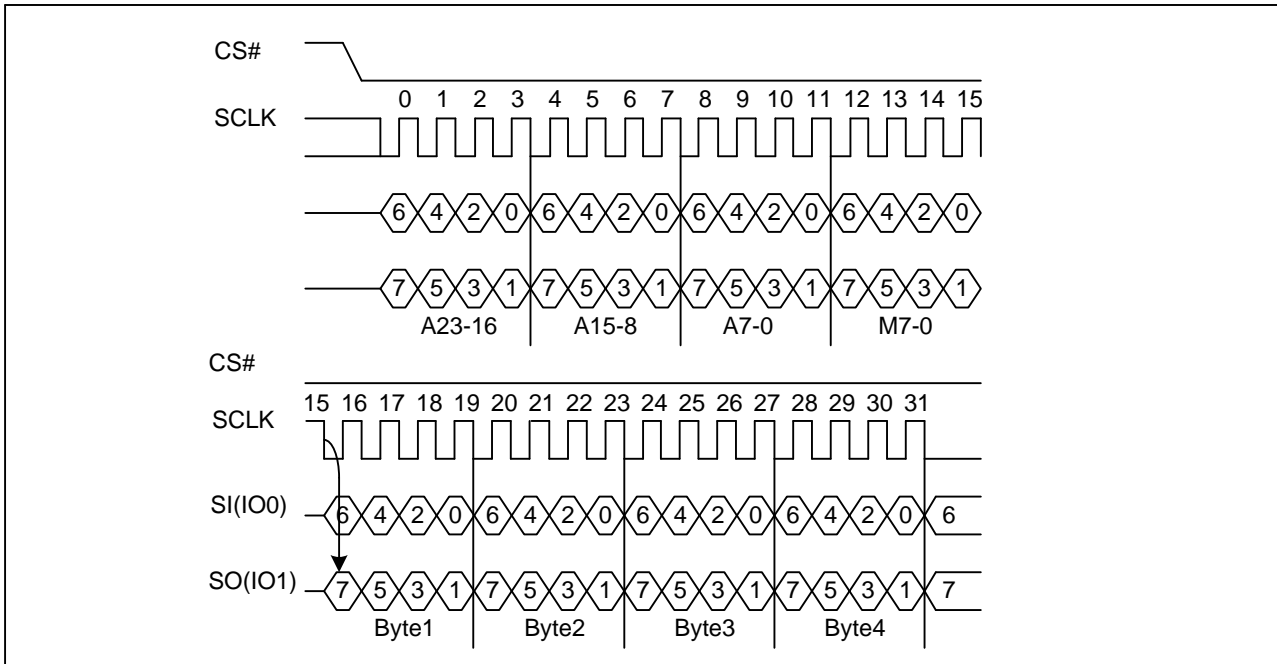 CS#
0 1 2 3 4 5 6 7 8 9 10 11 12 13 14 15
SCLK
6 4 2 0 6 4 2 0 6 4 2 0 6 4 2 0
7 5 3 1 7 5 3 1 7 5 3 1 7 5 3 1
A23-16 A15-8 A7-0 M7-0
CS#
15 16 17 18 19 20 21 22 23 24 25 26 27 28 29 30 31
SCLK
SI(IO0) 6 4 2 0 6 4 2 0 6 4 2 0 6 4 2 0 6
SO(IO1) 7 5 3 1 7 5 3 1 7 5 3 1 7 5 3 1 7
Byte1 Byte2 Byte3 Byte4